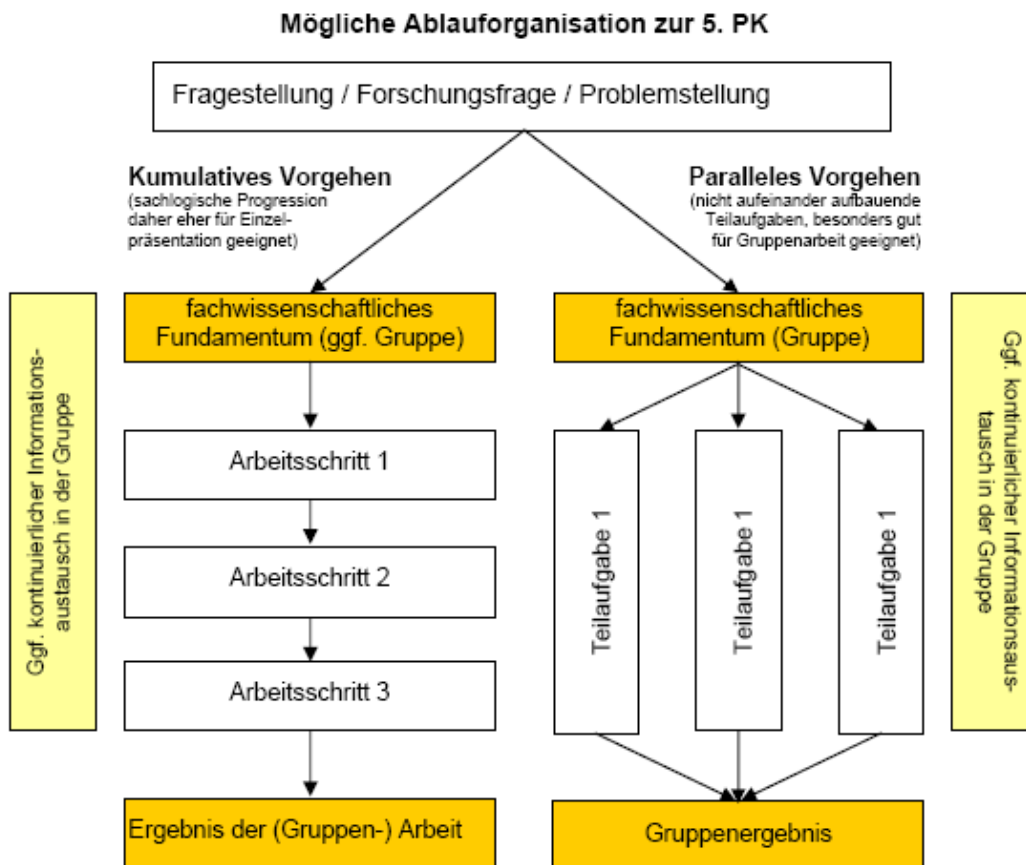 Mögliche Ablauforganisation zur 5. PK
Fragestellung / Forschungsfrage / Problemstellung
Kumulatives Vorgehen
(sachlogische Progression
daher eher für Einzel-
präsentation geeignet)
Paralleles Vorgehen
(nicht aufeinander aufbauende
Teilaufgaben, besonders gut
für Gruppenarbeit geeignet)
Ggf. kontinuierlicher Informations-
austausch in der Gruppe
fachwissenschaftliches
Fundamentum (ggf. Gruppe)
Arbeitsschritt 1
Arbeitsschritt 2
Arbeitsschritt 3
Ergebnis der (Gruppen-) Arbeit
fachwissenschaftliches
Fundamentum (Gruppe)
Teilaufgabe 1
Teilaufgabe 1
Teilaufgabe 1
Gruppenergebnis
Ggf. kontinuierlicher Informationsaus-
tausch in der Gruppe